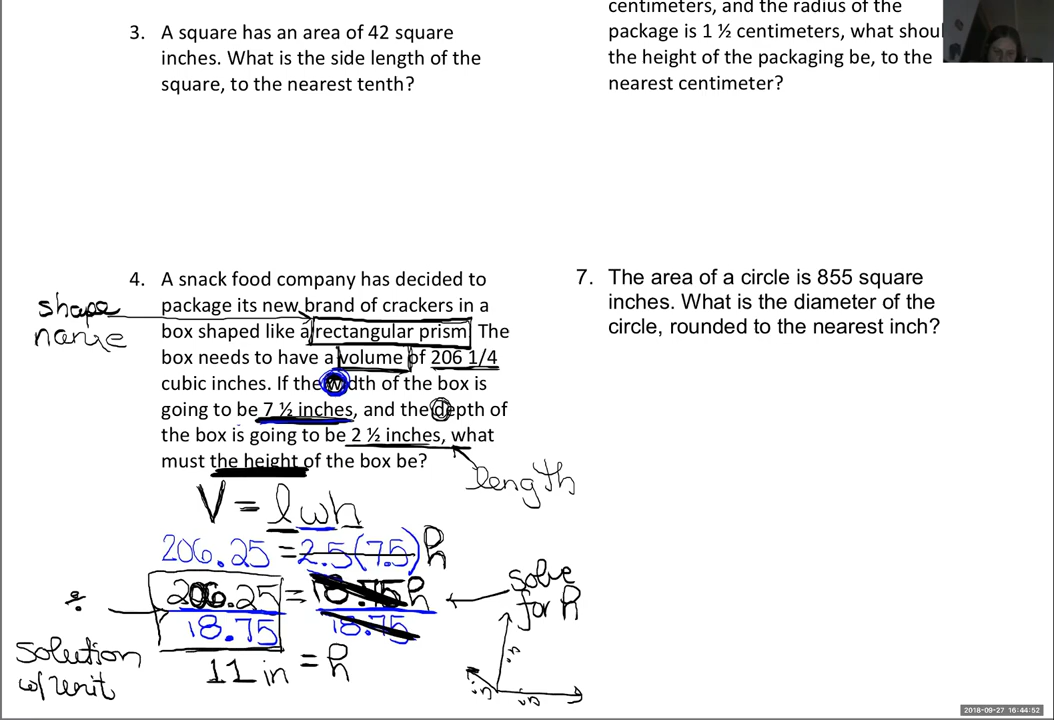 3. A square has an area of 42 square
inches. What is the side length of the
square, to the nearest tenth?
centimeters, and the radius of the
package is 1 ½ centimeters, what shoul
the height of the packaging be, to the
nearest centimeter?
4. A snack food company has decided to
package its new brand of crackers in a
box shaped like a rectangular prism. The
box needs to have a volume of 206 1/4
cubic inches. If the width of the box is
going to be 7 ½ inches, and the depth of
the box is going to be 2 ½ inches, what
must the height of the box be?
shape
name
length
V = lwh
206.25 = 2.5(7.5)h
÷ 206.25 = 18.75h
18.75 18.75
11 in = h
solve
for h
solution
w/ unit
in.
in
in
7. The area of a circle is 855 square
inches. What is the diameter of the
circle, rounded to the nearest inch?
2018-09-27 16:44:52